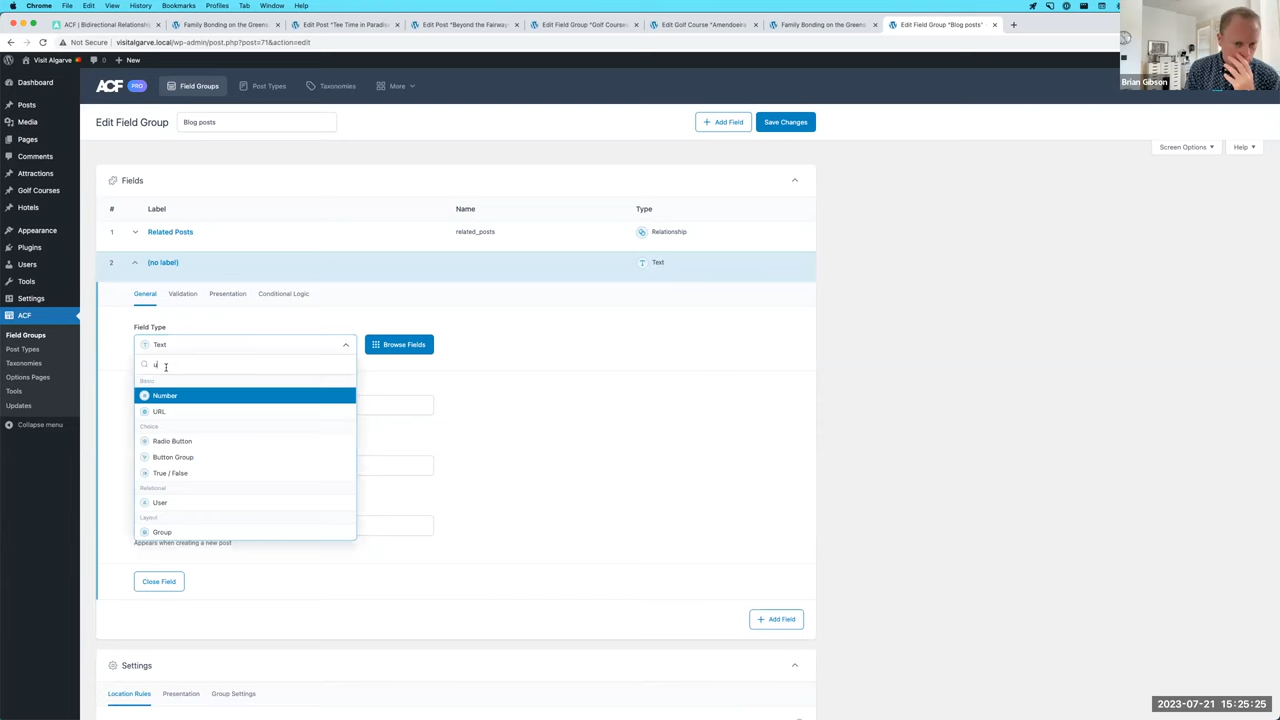 Chrome File Edit View History Bookmarks Profiles Tab Window Help
ACF | Bidirectional Relationsh
Family Bonding on the Greens
Edit Post "Tee Time in Paradis
Edit Post "Beyond the Fairway
Edit Field Group "Golf Courses
Edit Golf Course "Amendoeira
Family Bonding on the Greens
Edit Field Group "Blog posts"
Not Secure visitalgarve.local/wp-admin/post.php?post=71&action=edit
Visit Algarve 0 New
Dashboard
Posts
Media
Pages
Comments
Attractions
Golf Courses
Hotels
Appearance
Plugins
Users
Tools
Settings
ACF
Field Groups
Post Types
Taxonomies
Options Pages
Tools
Updates
Collapse menu
ACF PRO Field Groups Post Types Taxonomies More
Edit Field Group Blog posts + Add Field Save Changes
Screen Options Help
Fields
# Label Name Type
1 Related Posts related_posts Relationship
2 (no label) Text
General Validation Presentation Conditional Logic
Field Type
Text Browse Fields
u
Basic
Number
URL
Choice
Radio Button
Button Group
True / False
Relational
User
Layout
Group
Appears when creating a new post
Close Field
+ Add Field
Settings
Location Rules Presentation Group Settings
Brian Gibson
2023-07-21 15:25:25